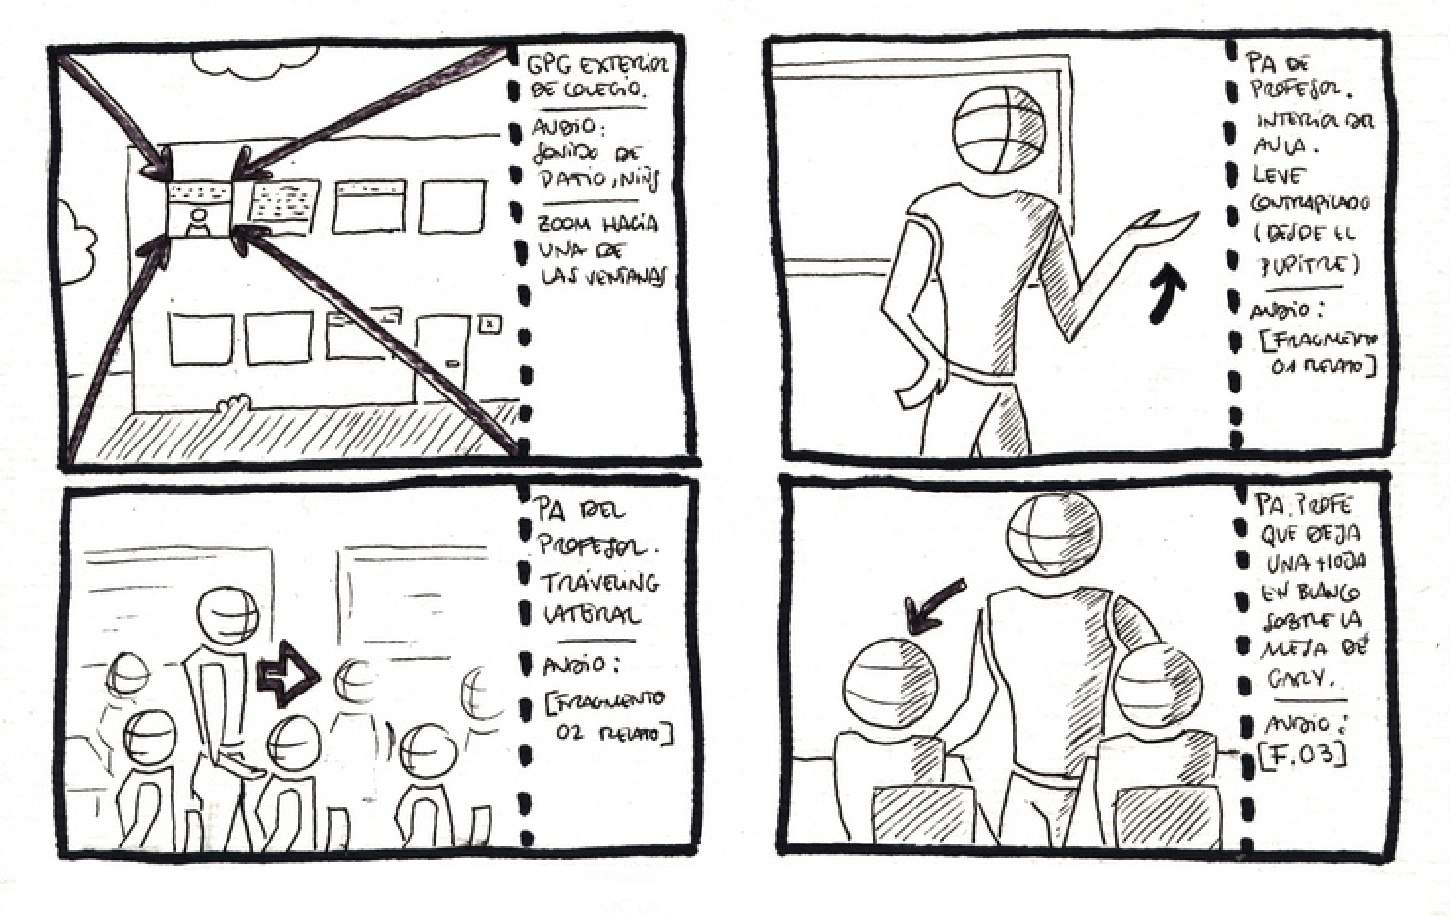 GPG EXTERIOR
DE COLEGIO.
AUDIO:
SONIDO DE
PATIO, NIÑS
ZOOM HACIA
UNA DE
LAS VENTANAS
PA DE
PROFESOR.
INTERIOR DEL
AULA.
LEVE
CONTRAPICADO
(DESDE EL
PUPITRE)
AUDIO:
[FRAGMENTO
01 RELATO]
PA DEL
PROFESOR.
TRÁVELING
LATERAL
AUDIO:
[FRAGMENTO
02 RELATO]
PA. PROFE
QUE DEJA
UNA HOJA
EN BLANCO
SOBRE LA
MESA DE
GARY.
AUDIO:
[F.03]